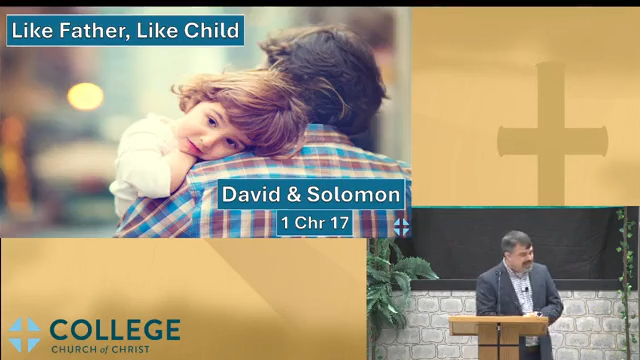 Like Father, Like Child
David & Solomon
1 Chr 17
COLLEGE
CHURCH of CHRIST